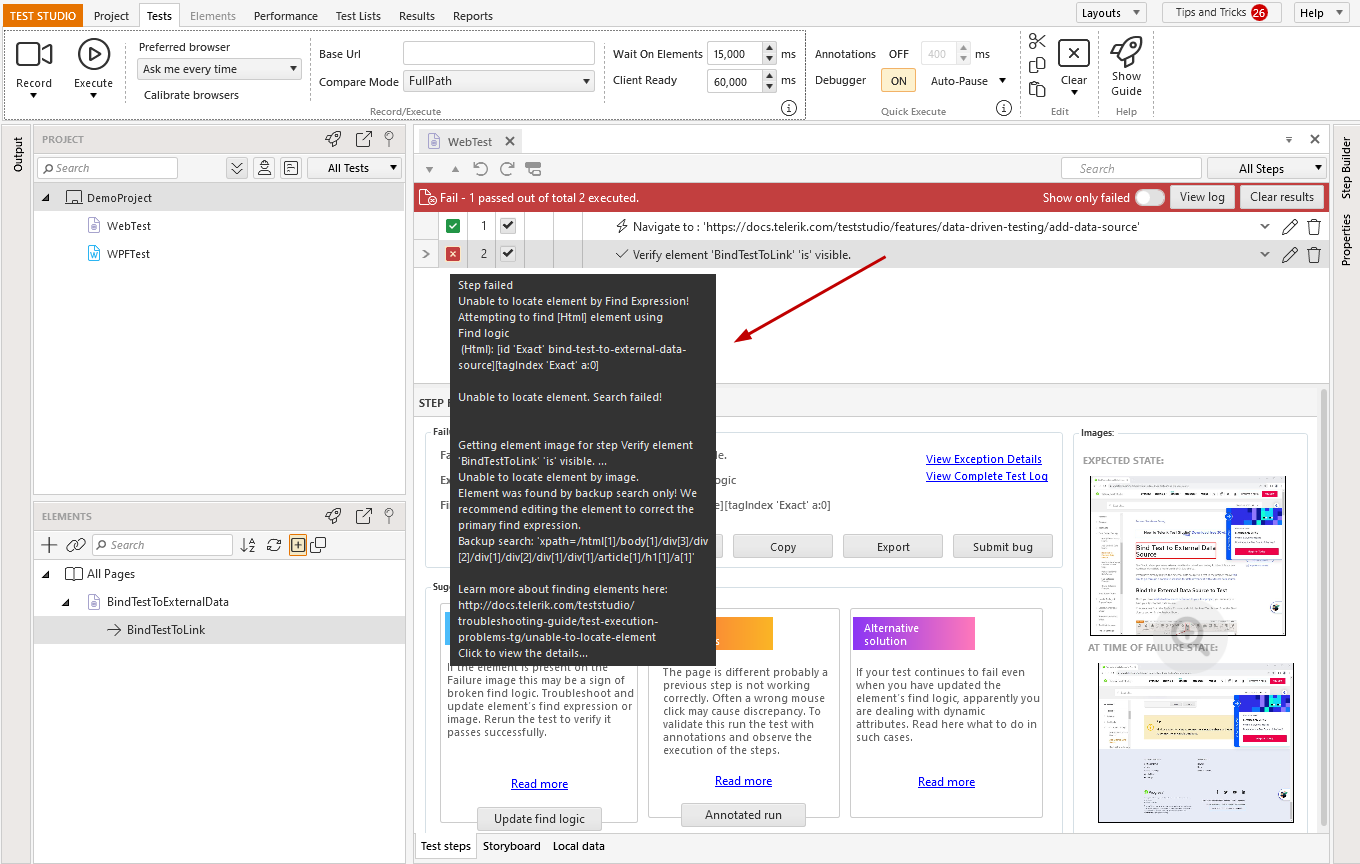 TEST STUDIO
Project
Tests
Elements
Performance
Test Lists
Results
Reports
Layouts
Tips and Tricks 26
Help
Record
Execute
Preferred browser
Ask me every time
Calibrate browsers
Base Url
Compare Mode FullPath
Record/Execute
Wait On Elements 15,000 ms
Client Ready 60,000 ms
Annotations OFF 400 ms
Debugger ON Auto-Pause
Quick Execute
Clear
Edit
Show
Guide
Help
Output
PROJECT
Search
All Tests
DemoProject
WebTest
WPFTest
ELEMENTS
Search
All Pages
BindTestToExternalData
BindTestToLink
WebTest
Search
All Steps
Fail - 1 passed out of total 2 executed.
Show only failed
View log
Clear results
1 Navigate to : 'https://docs.telerik.com/teststudio/features/data-driven-testing/add-data-source'
2 Verify element 'BindTestToLink' 'is' visible.
Step failed
Unable to locate element by Find Expression!
Attempting to find [Html] element using
Find logic
(Html): [id 'Exact' bind-test-to-external-data-
source][tagIndex 'Exact' a:0]
Unable to locate element. Search failed!
Getting element image for step Verify element
'BindTestToLink' 'is' visible. ...
Unable to locate element by image.
Element was found by backup search only! We
recommend editing the element to correct the
primary find expression.
Backup search: 'xpath=/html[1]/body[1]/div[3]/div
[2]/div[1]/div[2]/div[1]/div[1]/article[1]/h1[1]/a[1]'
Learn more about finding elements here:
http://docs.telerik.com/teststudio/
troubleshooting-guide/test-execution-
problems-tg/unable-to-locate-element
Click to view the details...
STEP
View Exception Details
View Complete Test Log
][tagIndex 'Exact' a:0]
Copy
Export
Submit bug
If the element is present on the
Failure image this may be a sign of
broken find logic. Troubleshoot and
update element's find expression or
image. Rerun the test to verify it
passes successfully.
Read more
Update find logic
The page is different probably a
previous step is not working
correctly. Often a wrong mouse
click may cause discrepancy. To
validate this run the test with
annotations and observe the
execution of the steps.
Read more
Annotated run
Alternative
solution
If your test continues to fail even
when you have updated the
element's find logic, apparently you
are dealing with dynamic
attributes. Read here what to do in
such cases.
Read more
Images:
EXPECTED STATE:
Bind Test to External Data
Source
Bind the External Data Source to Test
AT TIME OF FAILURE STATE:
Test steps
Storyboard
Local data
Step Builder
Properties